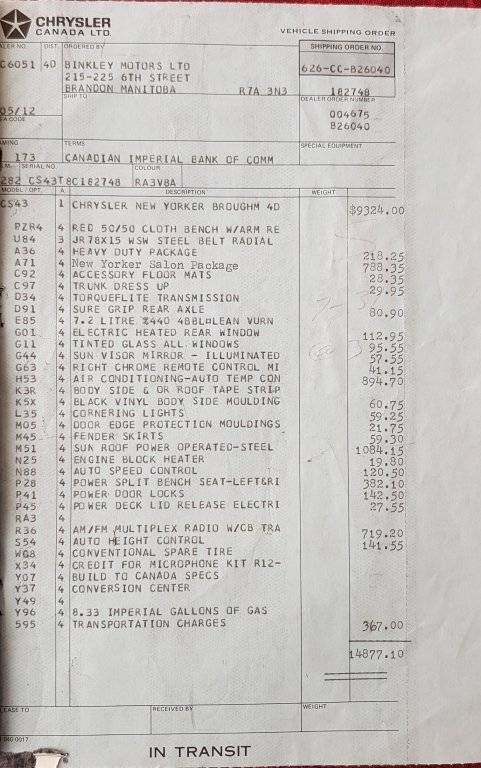 CHRYSLER
CANADA LTD.
VEHICLE SHIPPING ORDER
DIST. ORDERED BY
SHIPPING ORDER NO.
C6051 4D BINKLEY MOTORS LTD
215-225 6TH STREET
BRANDON MANITOBA R7A 3N3
626-CC-B26040
182748
SHIP TO
DEALER ORDER NUMBER
05/12
004675
B26040
TERMS
SPECIAL EQUIPMENT
173 CANADIAN IMPERIAL BANK OF COMM
SERIAL NO. COLOUR
282 CS43T8C182748 RA3V8A
MODEL / OPT. A DESCRIPTION WEIGHT
CS43 1 CHRYSLER NEW YORKER BROUGHM 4D $9324.00
PZR4 4 RED 50/50 CLOTH BENCH W/ARM RE
U84 3 JR78X15 WSW STEEL BELT RADIAL
A36 4 HEAVY DUTY PACKAGE 218.25
A71 4 New Yorker Salon Package 788.35
C92 4 ACCESSORY FLOOR MATS 28.35
C97 4 TRUNK DRESS UP 29.95
D34 4 TORQUEFLITE TRANSMISSION
D91 4 SURE GRIP REAR AXLE 80.90
E85 4 7.2 LITRE %440 4BBL¤LEAN VURN
G01 4 ELECTRIC HEATED REAR WINDOW 112.95
G11 4 TINTED GLASS ALL WINDOWS 95.55
G44 4 SUN VISOR MIRROR - ILLUMINATED 57.55
G63 4 RIGHT CHROME REMOTE CONTROL MI 41.15
H53 4 AIR CONDITIONING-AUTO TEMP CON 894.70
K3R 4 BODY SIDE & OR ROOF TAPE STRIP
K5X 4 BLACK VINYL BODY SIDE MOULDING 60.75
L35 4 CORNERING LIGHTS 59.25
M05 4 DOOR EDGE PROTECTION MOULDINGS 21.75
M45 4 FENDER SKIRTS 59.30
M51 4 SUN ROOF POWER OPERATED-STEEL 1084.15
N25 4 ENGINE BLOCK HEATER 19.80
N88 4 AUTO SPEED CONTROL 120.50
P28 4 POWER SPLIT BENCH SEAT-LEFT&RI 382.10
P41 4 POWER DOOR LOCKS 142.50
P45 4 POWER DECK LID RELEASE ELECTRI 27.55
RA3 4
R36 4 AM/FM MULTIPLEX RADIO W/CB TRA 719.20
S54 4 AUTO HEIGHT CONTROL 141.55
WG8 4 CONVENTIONAL SPARE TIRE
X34 4 CREDIT FOR MICROPHONE KIT R12-
Y07 4 BUILD TO CANADA SPECS
Y37 4 CONVERSION CENTER
Y49 4
Y96 4 8.33 IMPERIAL GALLONS OF GAS
595 4 TRANSPORTATION CHARGES 367.00
14877.10
RECEIVED BY WEIGHT
IN TRANSIT